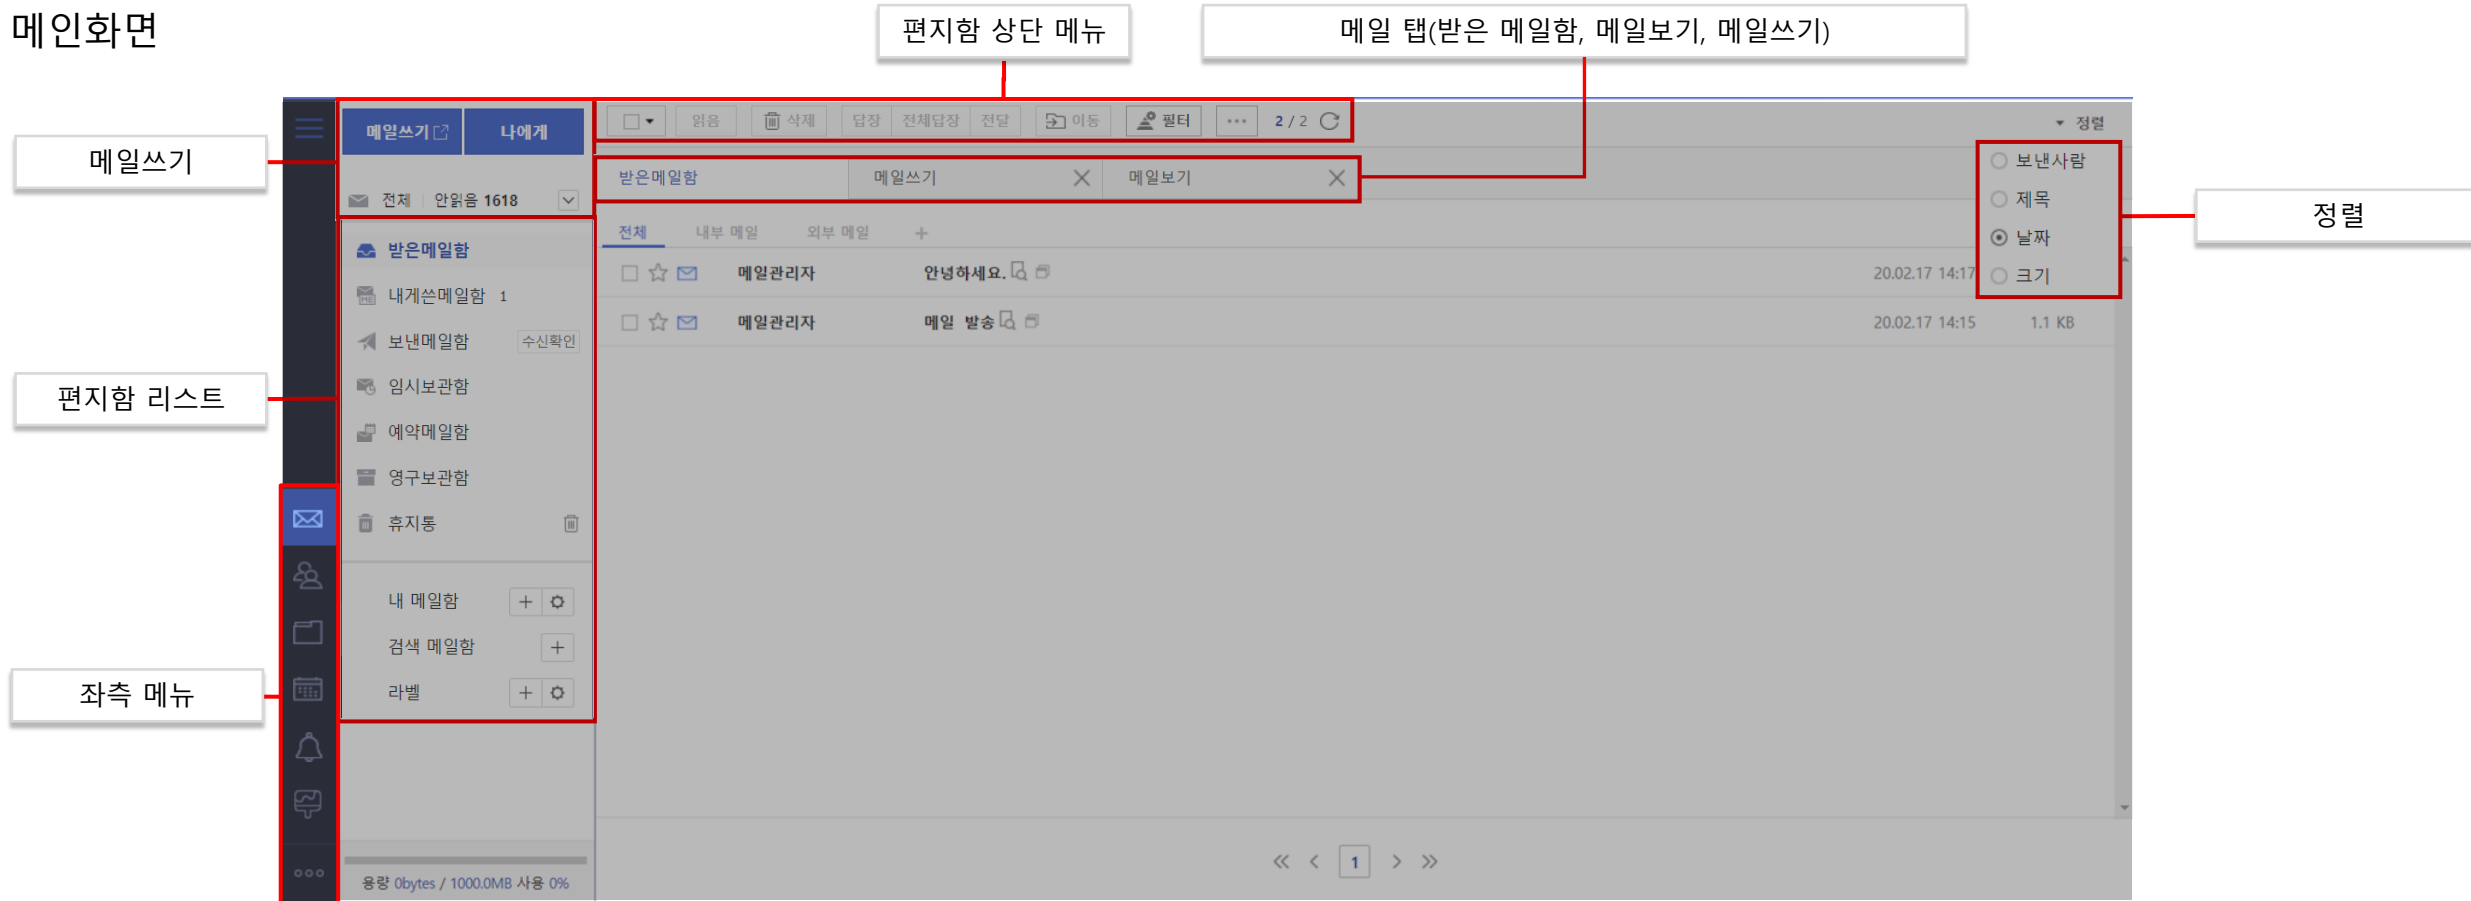 메인화면
편지함 상단 메뉴
메일 탭(받은 메일함, 메일보기, 메일쓰기)
메일쓰기
편지함 리스트
좌측 메뉴
정렬
메일쓰기 나에게
전체 안읽음 1618
받은메일함
ME 내게쓴메일함 1
보낸메일함 수신확인
임시보관함
예약메일함
영구보관함
휴지통
내 메일함
검색 메일함
라벨
용량 0bytes / 1000.0MB 사용 0%
읽음 삭제 답장 전체답장 전달 이동 필터 ··· 2 / 2
정렬
받은메일함 메일쓰기 메일보기
보낸사람
제목
날짜
크기
전체 내부 메일 외부 메일 +
메일관리자 안녕하세요. 20.02.17 14:17
메일관리자 메일 발송 20.02.17 14:15 1.1 KB
1